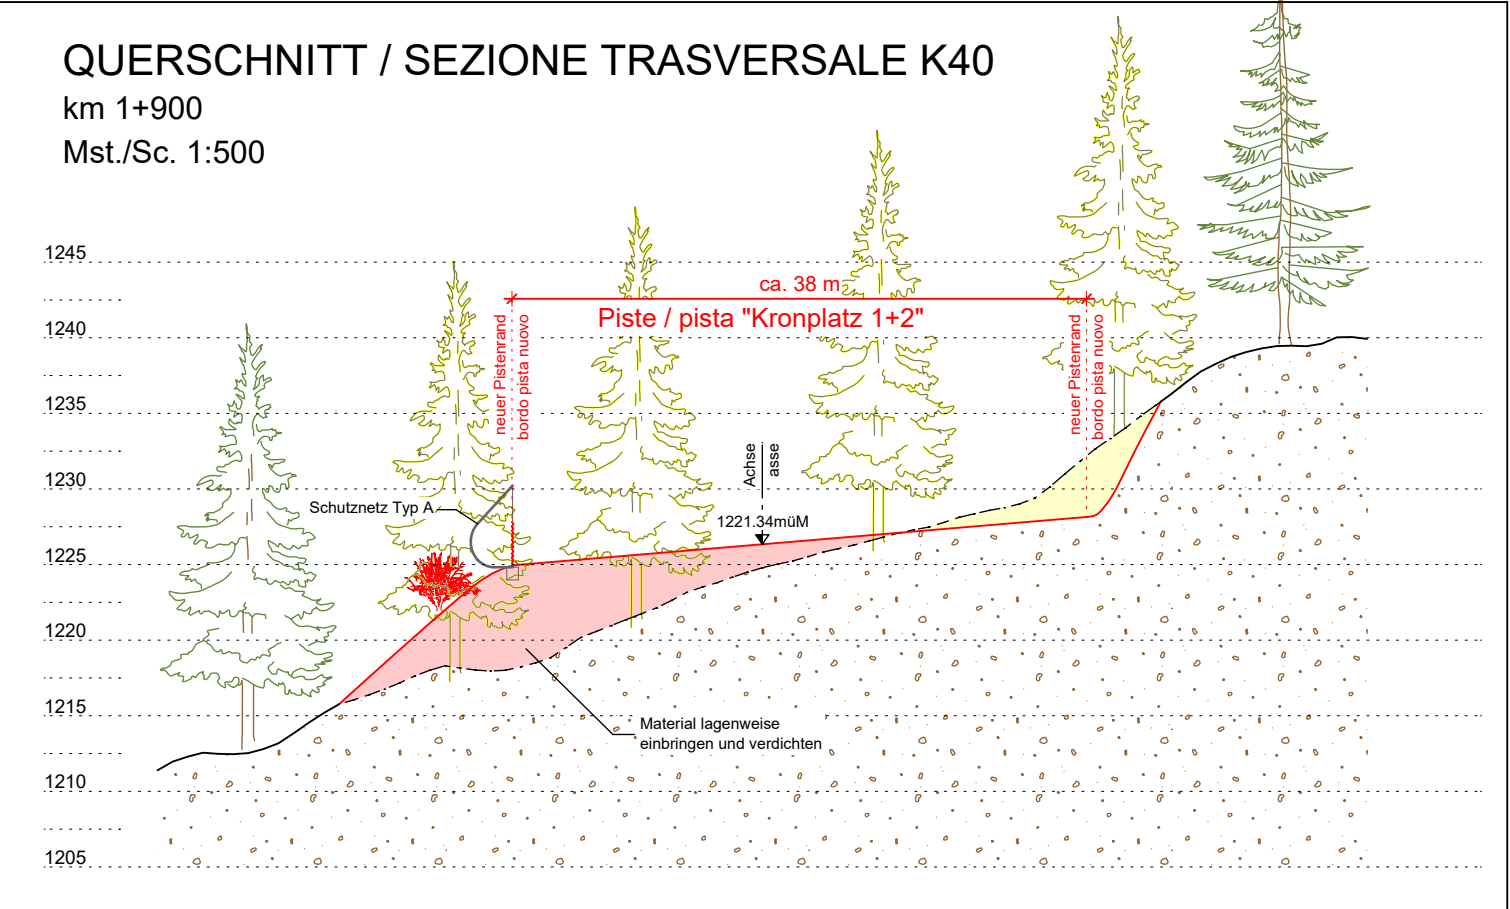 QUERSCHNITT / SEZIONE TRASVERSALE K40
km 1+900
Mst./Sc. 1:500
1245
ca. 38 m
Piste / pista "Kronplatz 1+2"
1240
neuer Pistenrand
bordo pista nuovo
neuer Pistenrand
bordo pista nuovo
1235
Achse
asse
1230
Schutznetz Typ A
1221.34müM
1225
1220
1215
Material lagenweise
einbringen und verdichten
1210
1205